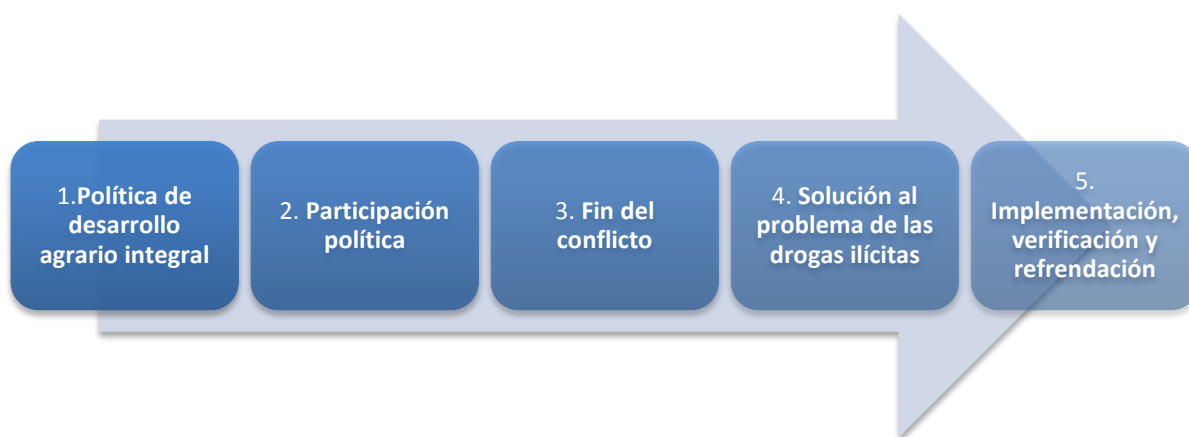 1.Política de
desarrollo
agrario integral
2. Participación
política
3. Fin del
conflicto
4. Solución al
problema de las
drogas ilícitas
5.
Implementación,
verificación y
refrendación